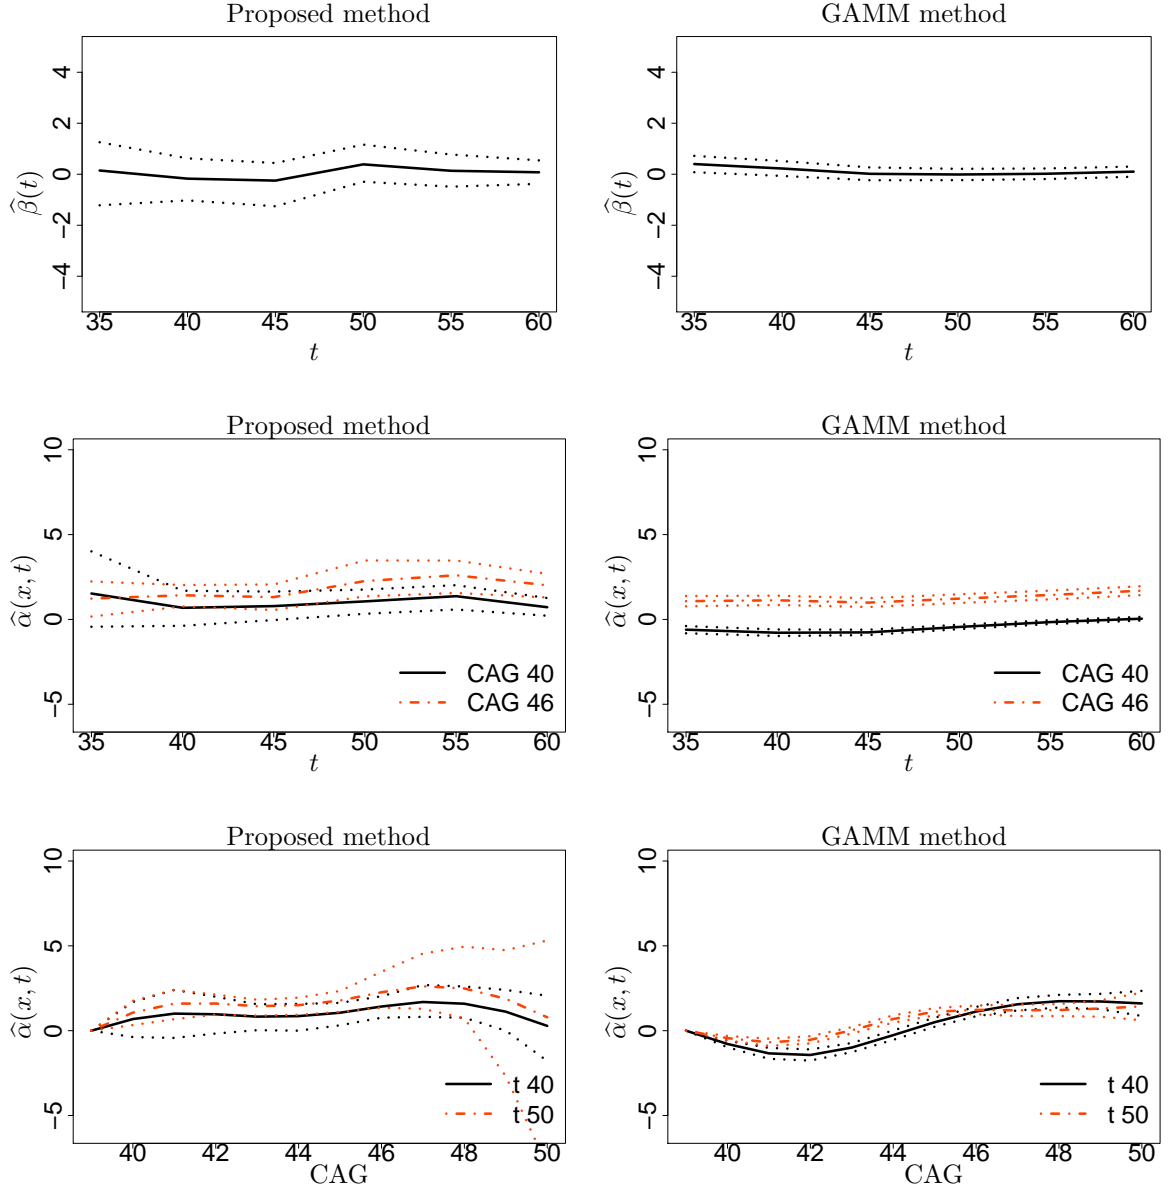 Proposed method
4
2
0
−2
−4
β̂(t)
35 40 45 50 55 60
t
GAMM method
4
2
0
−2
−4
β̂(t)
35 40 45 50 55 60
t
Proposed method
10
5
0
−5
α̂(x, t)
CAG 40
CAG 46
35 40 45 50 55 60
t
GAMM method
10
5
0
−5
α̂(x, t)
CAG 40
CAG 46
35 40 45 50 55 60
t
Proposed method
10
5
0
−5
α̂(x, t)
t 40
t 50
40 42 44 46 48 50
CAG
GAMM method
10
5
0
−5
α̂(x, t)
t 40
t 50
40 42 44 46 48 50
CAG